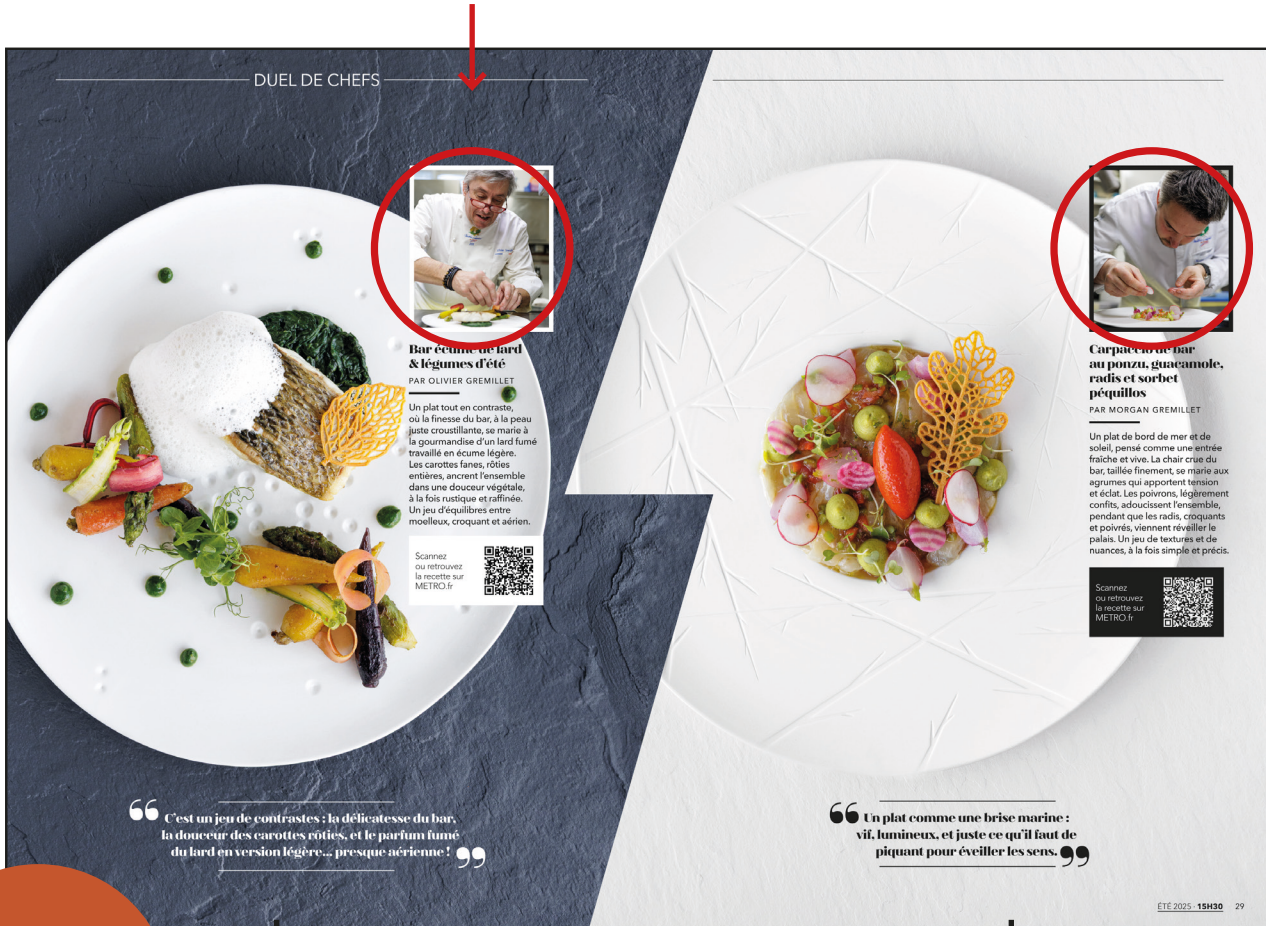 DUEL DE CHEFS
Bar écume de lard
& légumes d'été
PAR OLIVIER GREMILLET
Un plat tout en contraste,
où la finesse du bar, à la peau
juste croustillante, se marie à
la gourmandise d'un lard fumé
travaillé en écume légère.
Les carottes fanes, rôties
entières, ancrent l'ensemble
dans une douceur végétale,
à la fois rustique et raffinée.
Un jeu d'équilibres entre
moelleux, croquant et aérien.
Scannez
ou retrouvez
la recette sur
METRO.fr
Carpaccio de bar
au ponzu, guacamole,
radis et sorbet
péquillos
PAR MORGAN GREMILLET
Un plat de bord de mer et de
soleil, pensé comme une entrée
fraîche et vive. La chair crue du
bar, taillée finement, se marie aux
agrumes qui apportent tension
et éclat. Les poivrons, légèrement
confits, adoucissent l'ensemble,
pendant que les radis, croquants
et poivrés, viennent réveiller le
palais. Un jeu de textures et de
nuances, à la fois simple et précis.
Scannez
ou retrouvez
la recette sur
METRO.fr
“ C'est un jeu de contrastes : la délicatesse du bar,
la douceur des carottes rôties, et le parfum fumé
du lard en version légère... presque aérienne ! ”
“ Un plat comme une brise marine :
vif, lumineux, et juste ce qu'il faut de
piquant pour éveiller les sens. ”
ÉTÉ 2025 · 15H30 29